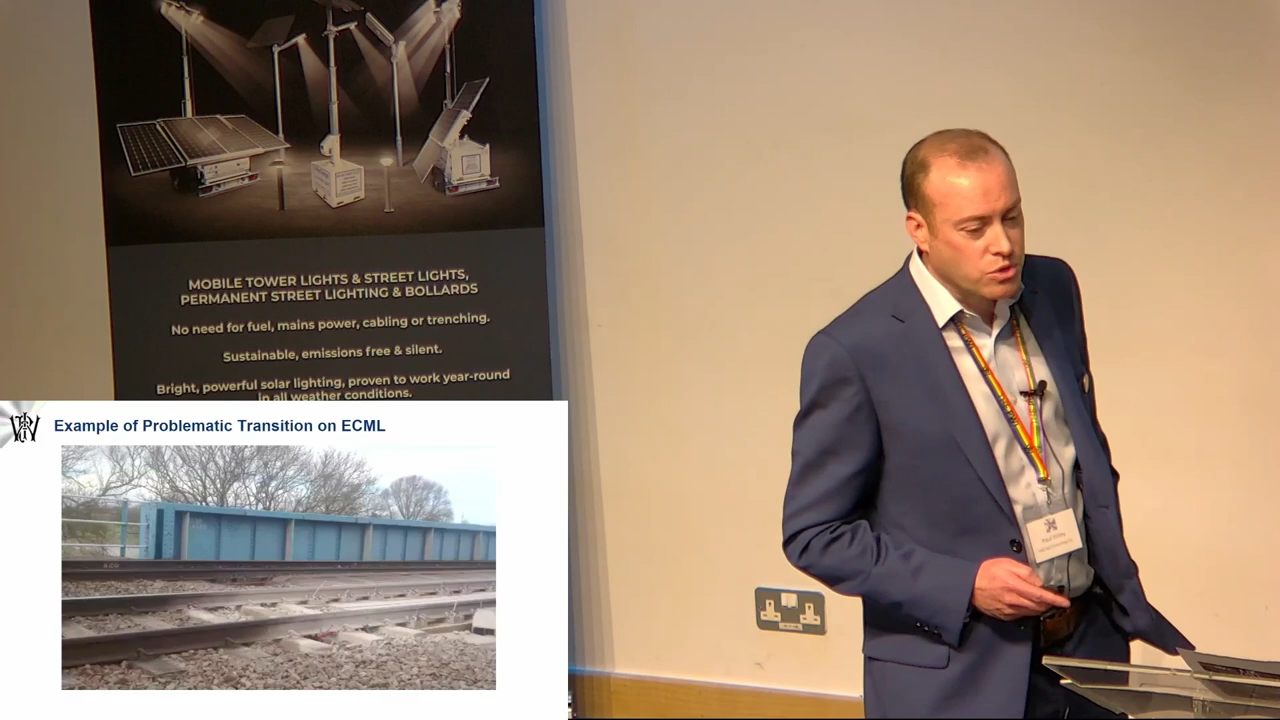 MOBILE TOWER LIGHTS & STREET LIGHTS,
PERMANENT STREET LIGHTING & BOLLARDS
No need for fuel, mains power, cabling or trenching.
Sustainable, emissions free & silent.
Bright, powerful solar lighting, proven to work year-round
in all weather conditions.
Example of Problematic Transition on ECML
Paul